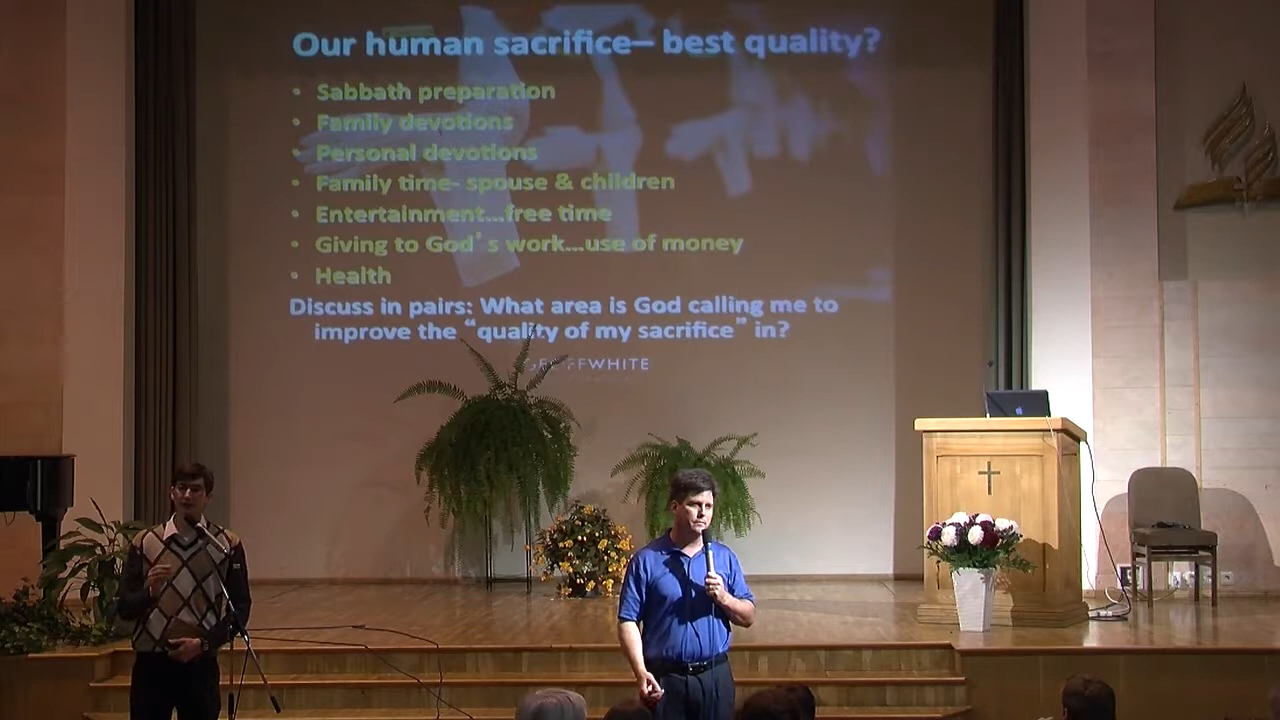 Our human sacrifice– best quality?
• Sabbath preparation
• Family devotions
• Personal devotions
• Family time- spouse & children
• Entertainment...free time
• Giving to God's work...use of money
• Health
Discuss in pairs: What area is God calling me to
improve the “quality of my sacrifice” in?
WHITE